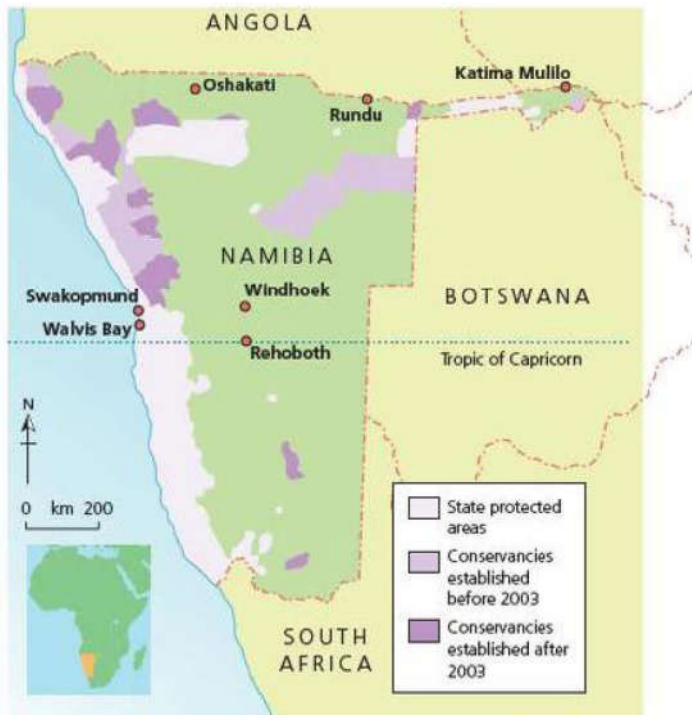 ANGOLA
Katima Mulilo
Oshakati
Rundu
NAMIBIA
Swakopmund
Windhoek
BOTSWANA
Walvis Bay
Rehoboth
Tropic of Capricorn
N
0 km 200
State protected
areas
Conservancies
established
before 2003
Conservancies
established after
2003
SOUTH
AFRICA